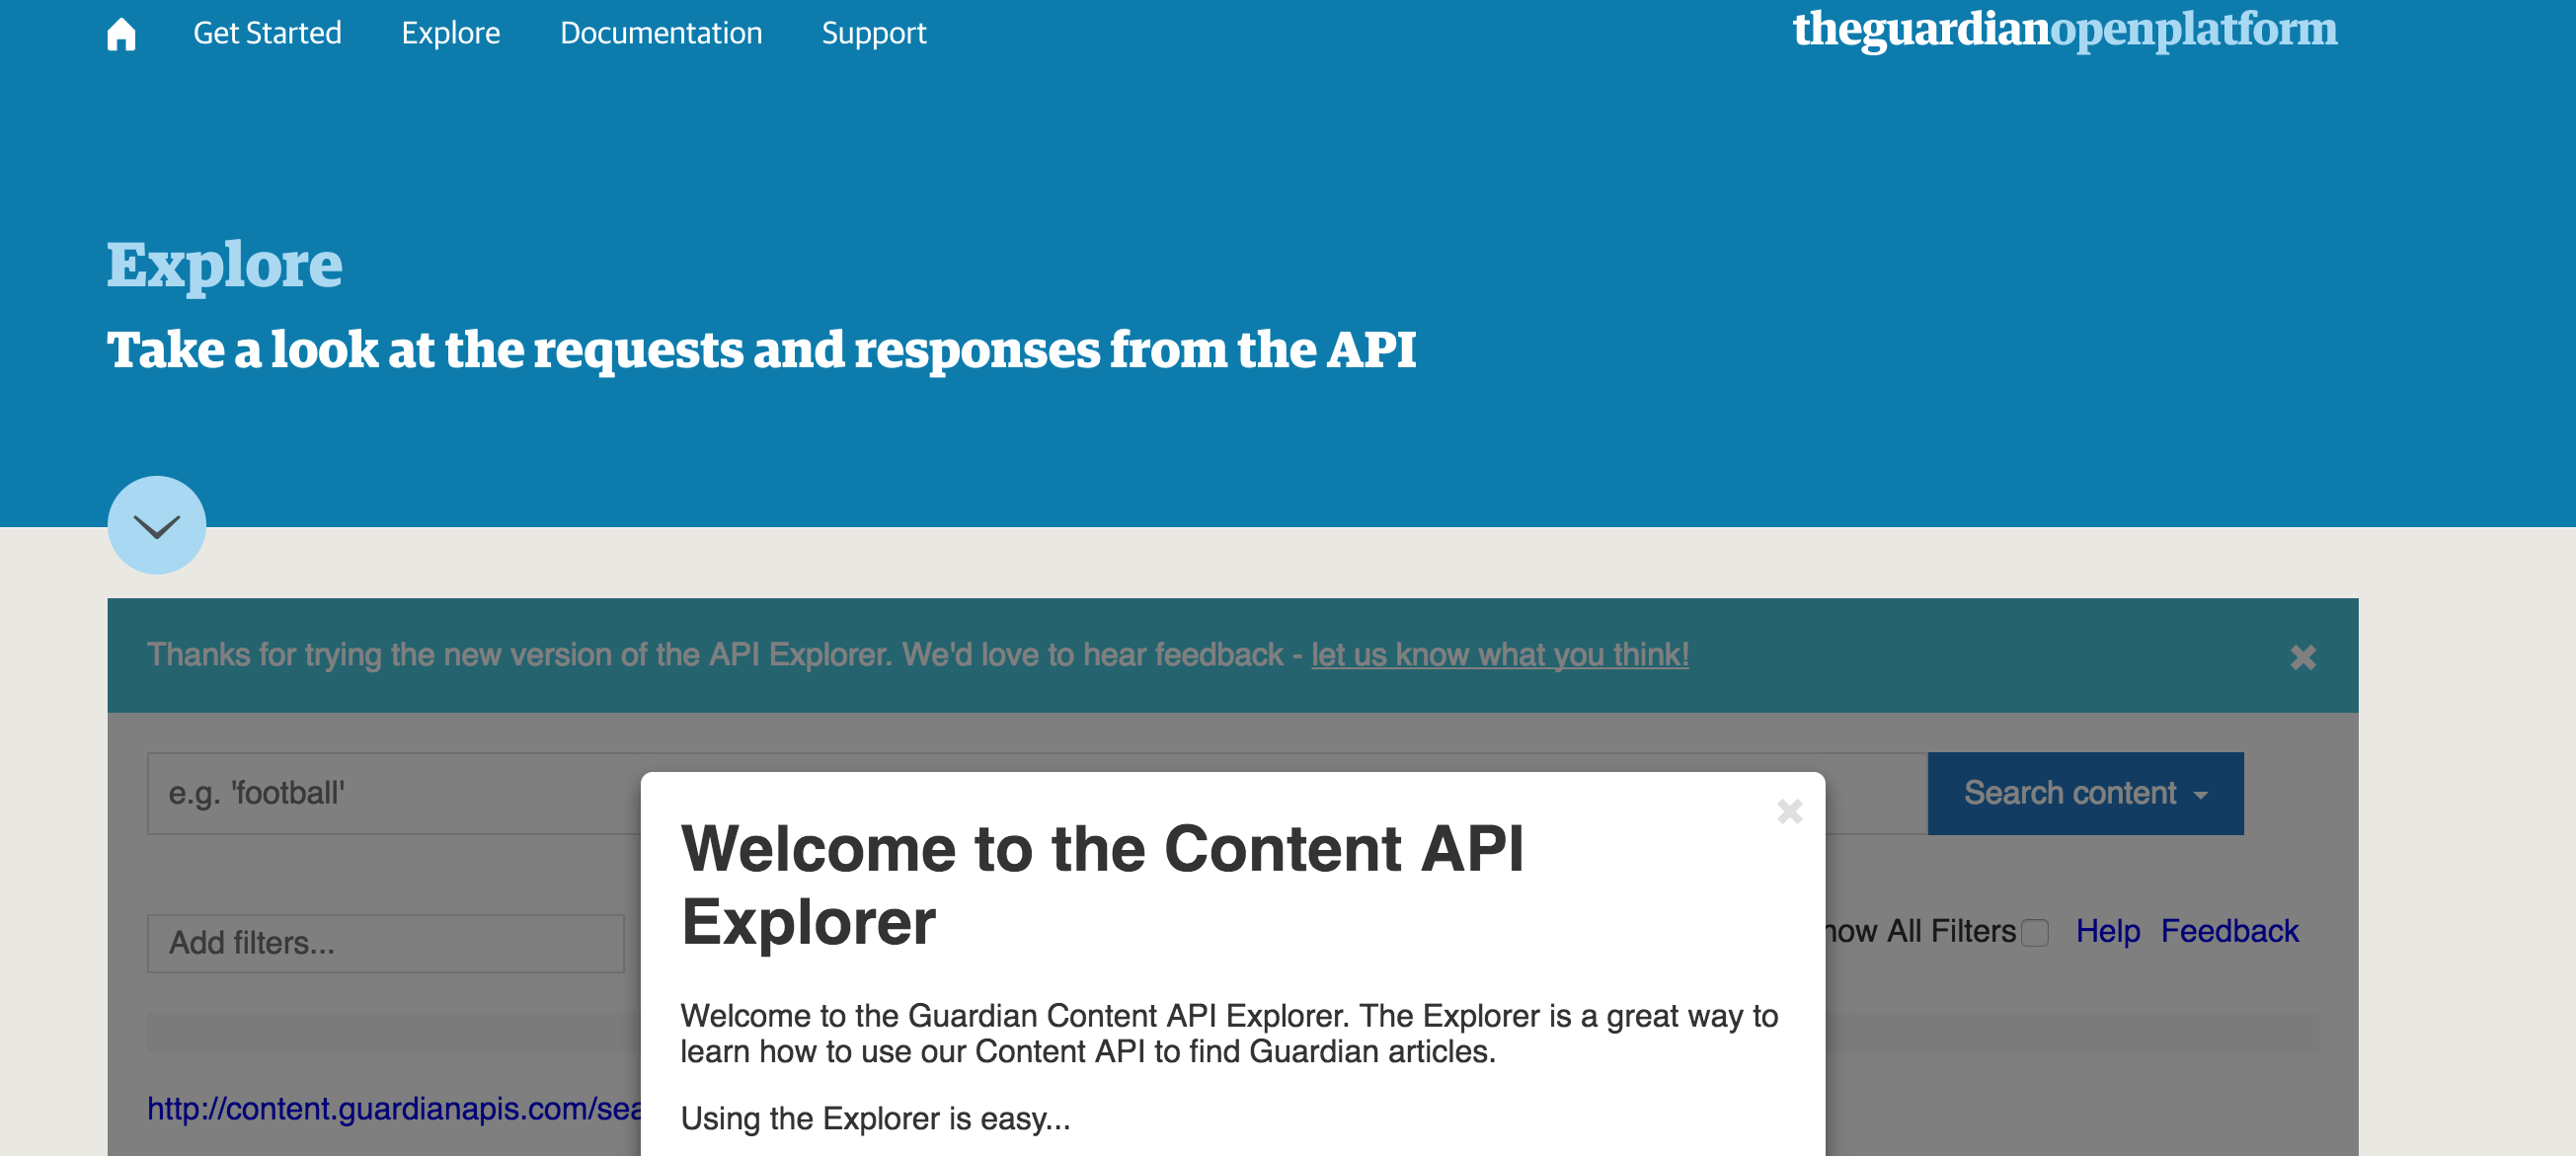 Get Started Explore Documentation Support theguardianopenplatform
Explore
Take a look at the requests and responses from the API
Thanks for trying the new version of the API Explorer. We'd love to hear feedback - let us know what you think!
e.g. 'football' Search content
Welcome to the Content API
Explorer
Add filters... All Filters Help Feedback
Welcome to the Guardian Content API Explorer. The Explorer is a great way to
learn how to use our Content API to find Guardian articles.
http://content.guardianapis.com/sea
Using the Explorer is easy...